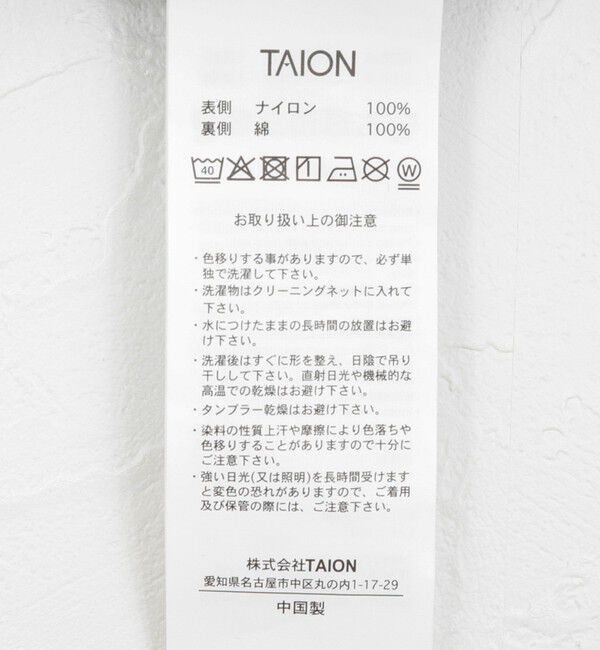 TAION
表側 ナイロン 100%
裏側 綿 100%
40
W
お取り扱い上の御注意
・色移りする事がありますので、必ず単
独で洗濯して下さい。
・洗濯物はクリーニングネットに入れて
下さい。
・水につけたままの長時間の放置はお避
け下さい。
・洗濯後はすぐに形を整え、日陰で吊り
干しして下さい。直射日光や機械的な
高温での乾燥はお避け下さい。
・タンブラー乾燥はお避け下さい。
・染料の性質上汗や摩擦により色落ちや
色移りすることがありますので十分に
ご注意下さい。
・強い日光(又は照明)を長時間受けます
と変色の恐れがありますので、ご着用
及び保管の際には、ご注意下さい。
株式会社TAION
愛知県名古屋市中区丸の内1-17-29
中国製